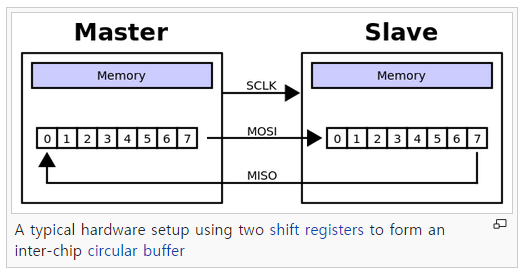 Master Slave
Memory Memory
SCLK
MOSI
0 1 2 3 4 5 6 7 0 1 2 3 4 5 6 7
MISO
A typical hardware setup using two shift registers to form an
inter-chip circular buffer